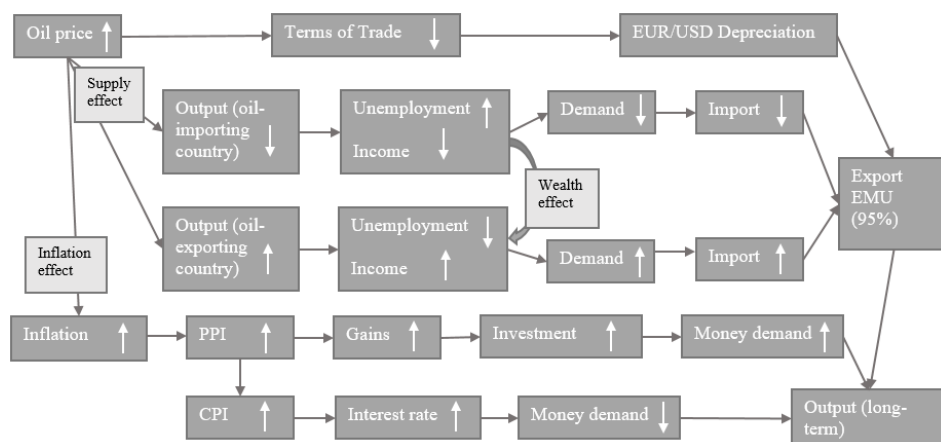 Oil price
Terms of Trade
EUR/USD Depreciation
Supply
effect
Output (oil-
importing
country)
Unemployment
Income
Demand
Import
Wealth
effect
Export
EMU
(95%)
Output (oil-
exporting
country)
Unemployment
Income
Demand
Import
Inflation
effect
Inflation
PPI
Gains
Investment
Money demand
CPI
Interest rate
Money demand
Output (long-
term)